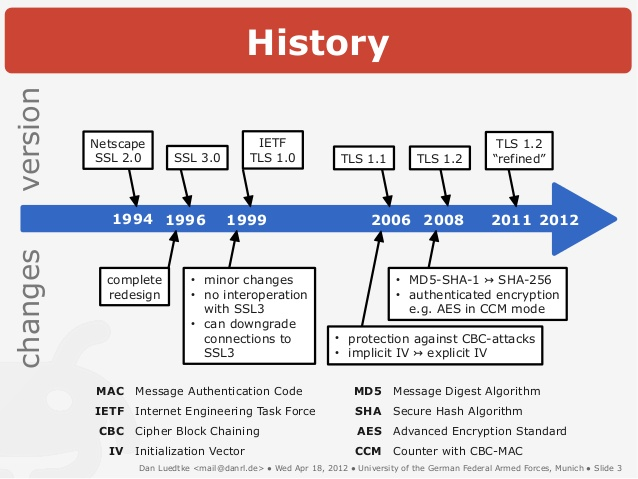 History
version
Netscape
SSL 2.0
SSL 3.0
IETF
TLS 1.0
TLS 1.1
TLS 1.2
TLS 1.2
“refined”
1994 1996 1999 2006 2008 2011 2012
changes
complete
redesign
• minor changes
• no interoperation
with SSL3
• can downgrade
connections to
SSL3
• MD5-SHA-1 ↣ SHA-256
• authenticated encryption
e.g. AES in CCM mode
• protection against CBC-attacks
• implicit IV ↣ explicit IV
MAC Message Authentication Code
IETF Internet Engineering Task Force
CBC Cipher Block Chaining
IV Initialization Vector
MD5 Message Digest Algorithm
SHA Secure Hash Algorithm
AES Advanced Encryption Standard
CCM Counter with CBC-MAC
Dan Luedtke <mail@danrl.de> ● Wed Apr 18, 2012 ● University of the German Federal Armed Forces, Munich ● Slide 3